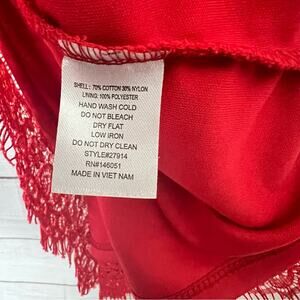 SHELL: 70% COTTON 30% NYLON
LINING: 100% POLYESTER
HAND WASH COLD
DO NOT BLEACH
DRY FLAT
LOW IRON
DO NOT DRY CLEAN
STYLE#27914
RN#146051
MADE IN VIET NAM